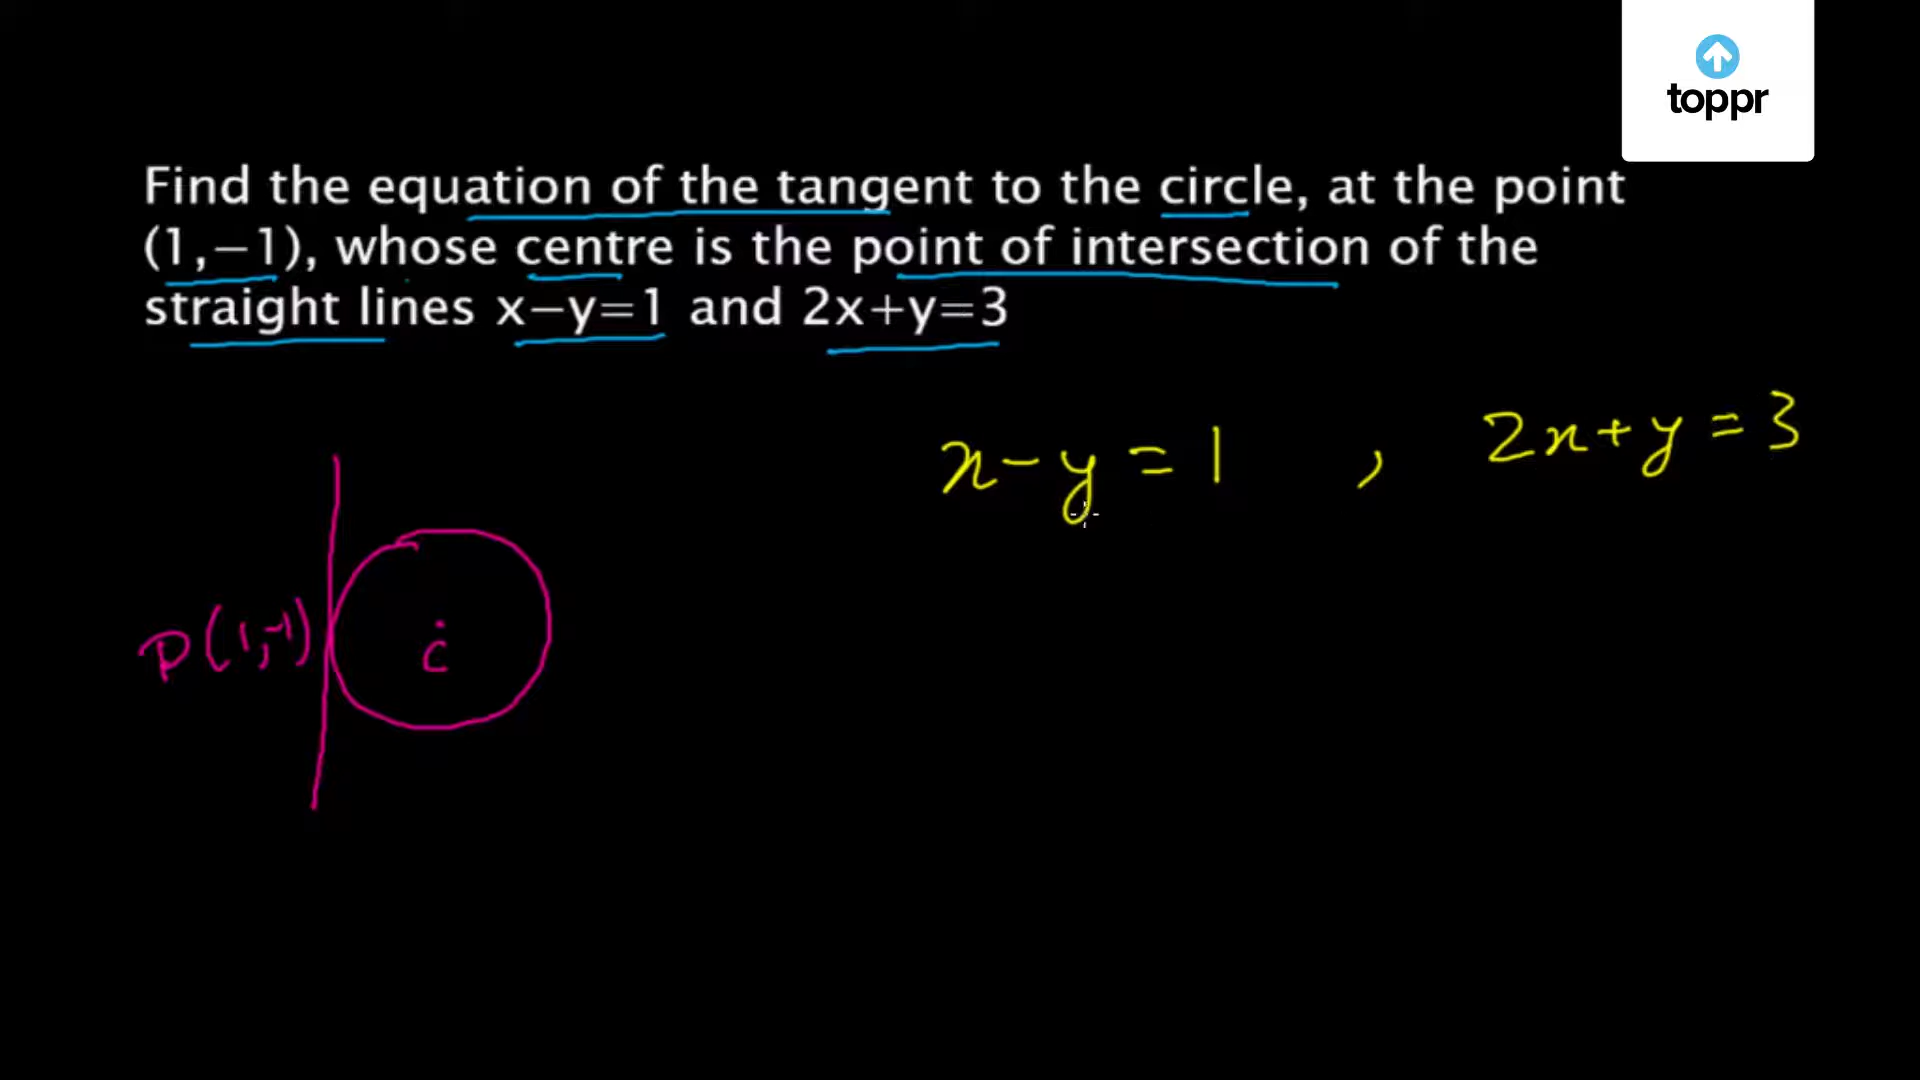 toppr
Find the equation of the tangent to the circle, at the point
(1,−1), whose centre is the point of intersection of the
straight lines x−y=1 and 2x+y=3
x-y=1 , 2x+y=3
P(1,-1)
C